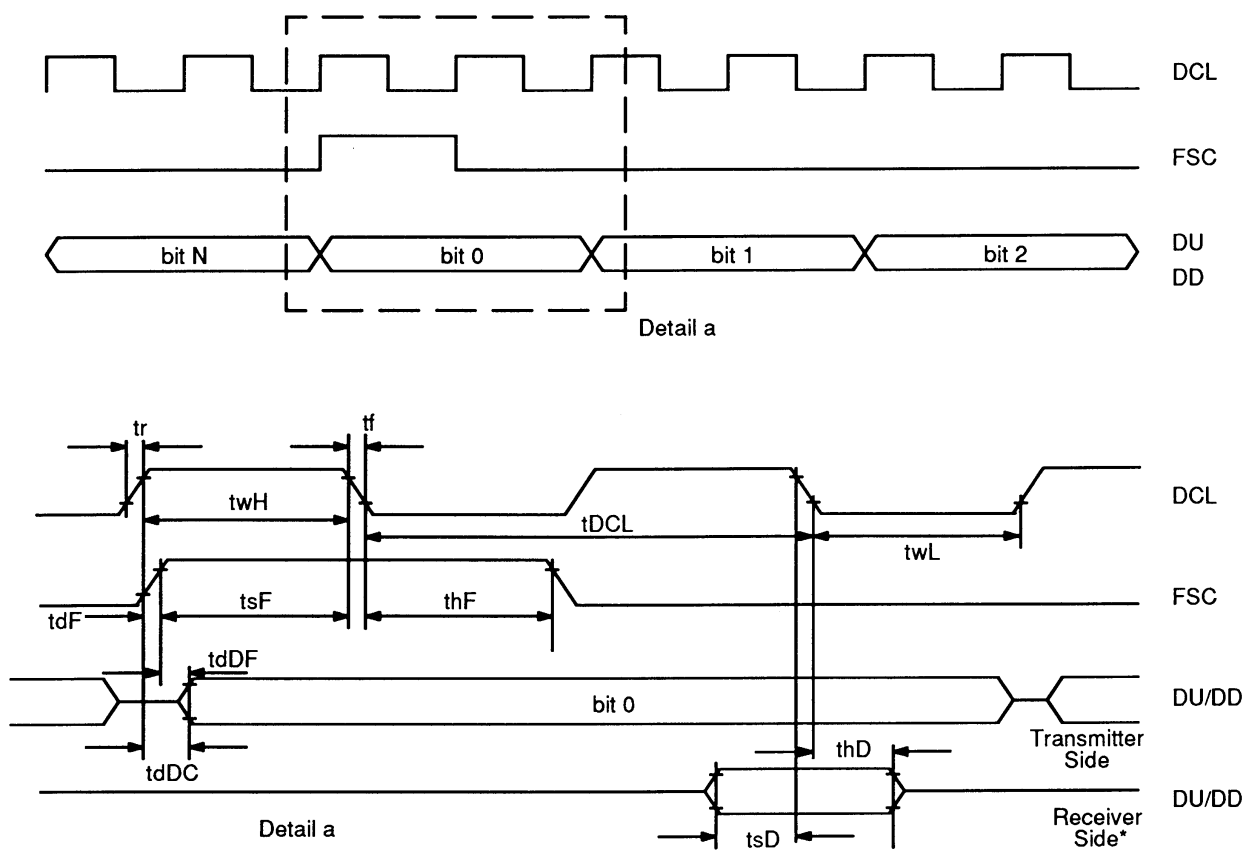 DCL
FSC
bit N
bit 0
bit 1
bit 2
DU
DD
Detail a
tr
tf
twH
DCL
tDCL
twL
tdF
tsF
thF
FSC
tdDF
bit 0
DU/DD
tdDC
thD
Transmitter
Side
DU/DD
Detail a
tsD
Receiver
Side*